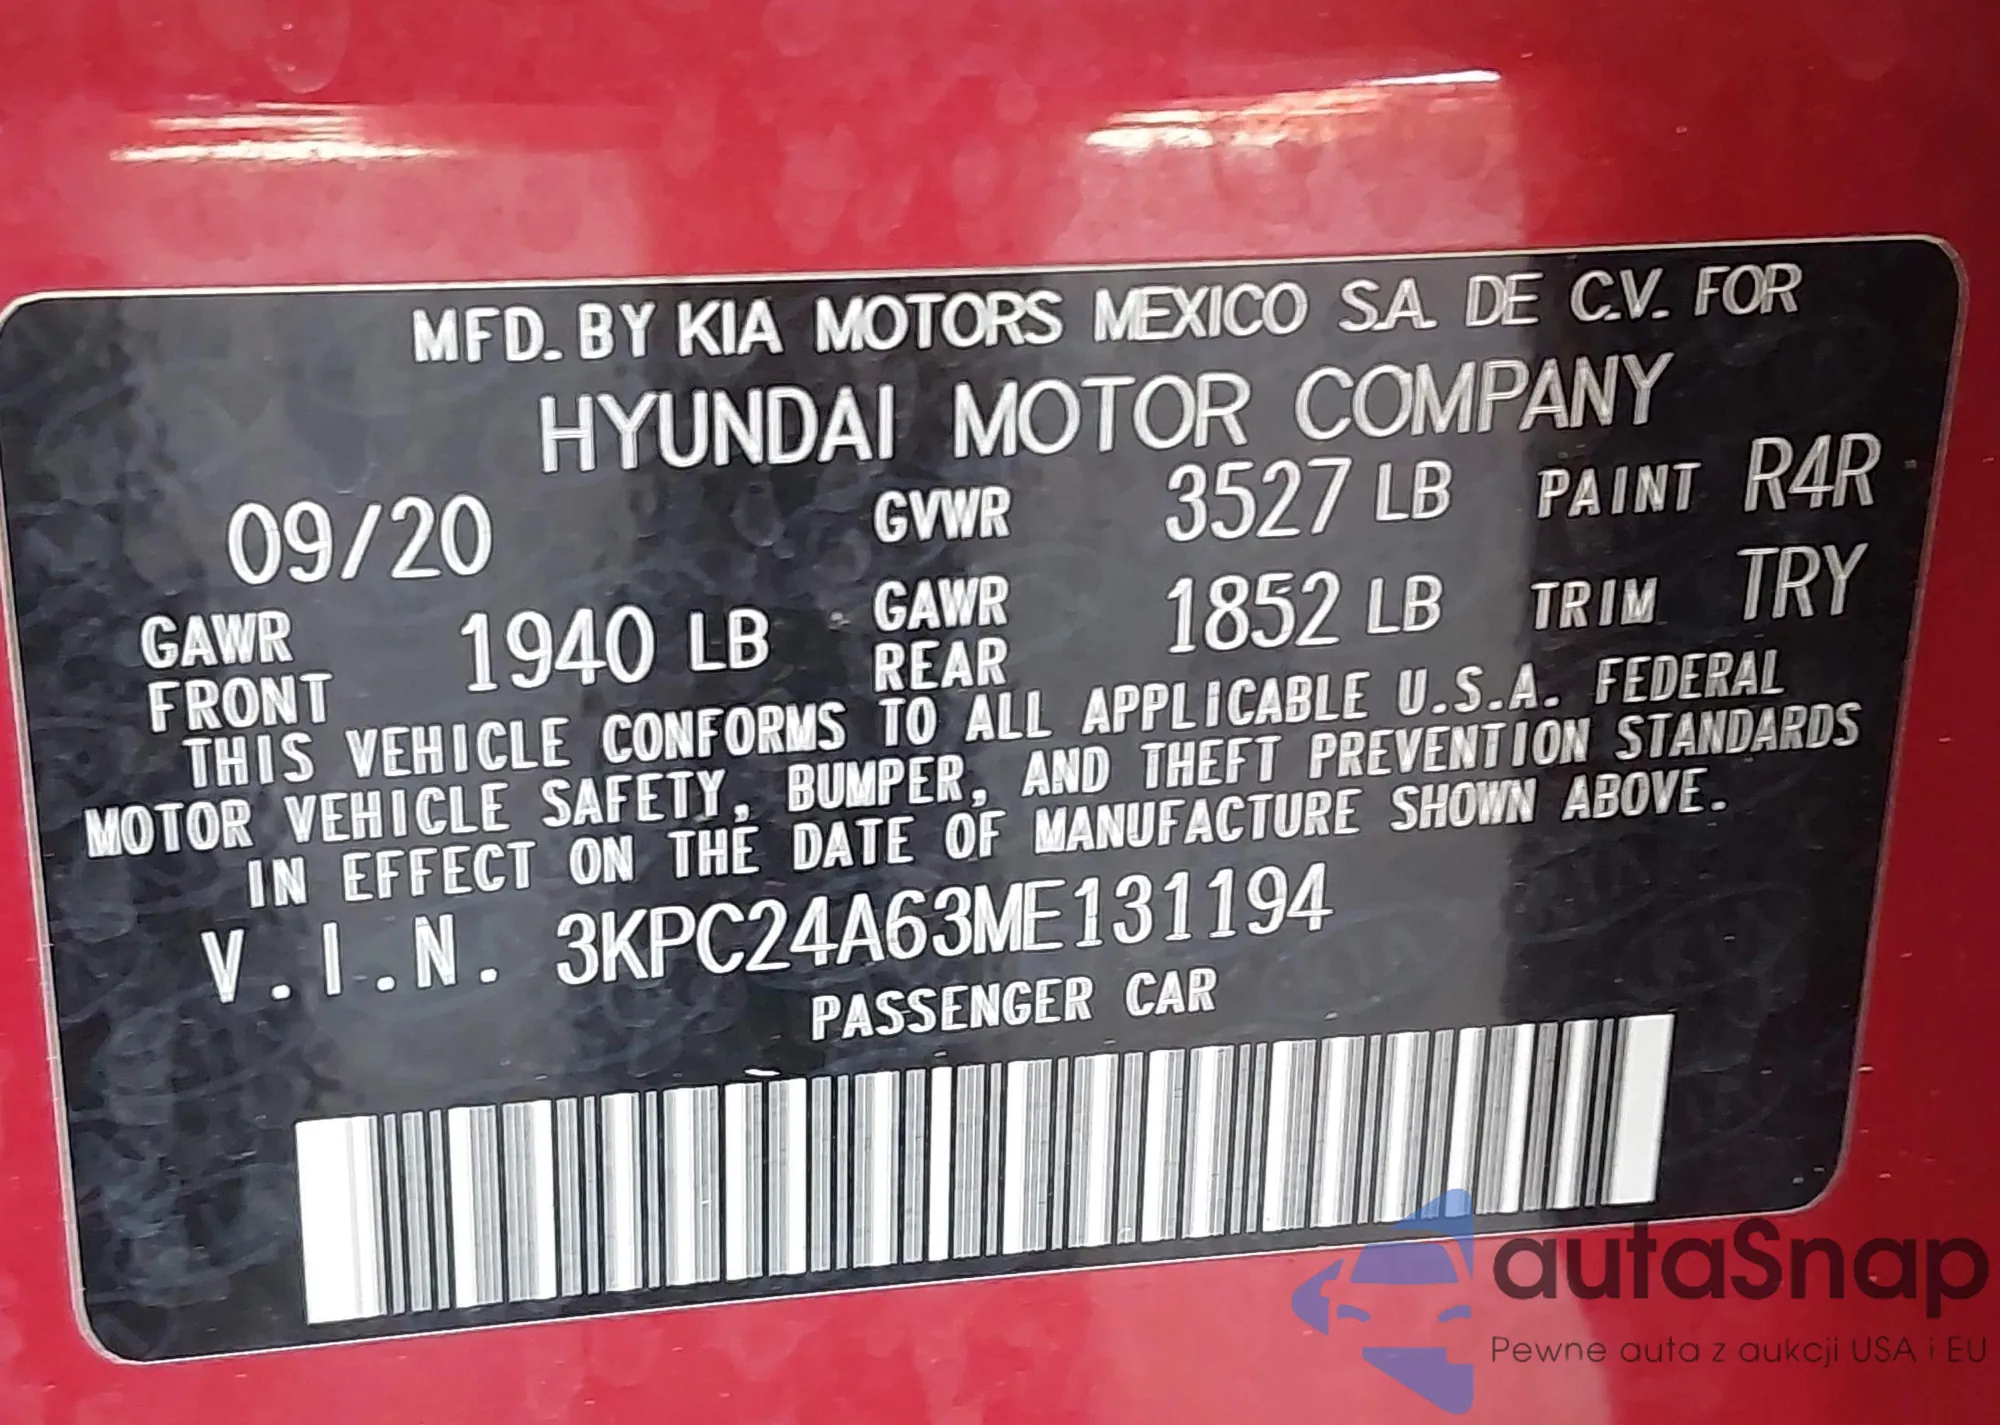 MFD. BY KIA MOTORS MEXICO S.A. DE C.V. FOR
HYUNDAI MOTOR COMPANY
09/20 GVWR 3527 LB PAINT R4R
GAWR FRONT 1940 LB GAWR REAR 1852 LB TRIM TRY
THIS VEHICLE CONFORMS TO ALL APPLICABLE U.S.A. FEDERAL
MOTOR VEHICLE SAFETY, BUMPER, AND THEFT PREVENTION STANDARDS
IN EFFECT ON THE DATE OF MANUFACTURE SHOWN ABOVE.
V.I.N. 3KPC24A63ME131194
PASSENGER CAR
autaSnap
Pewne auta z aukcji USA i EU